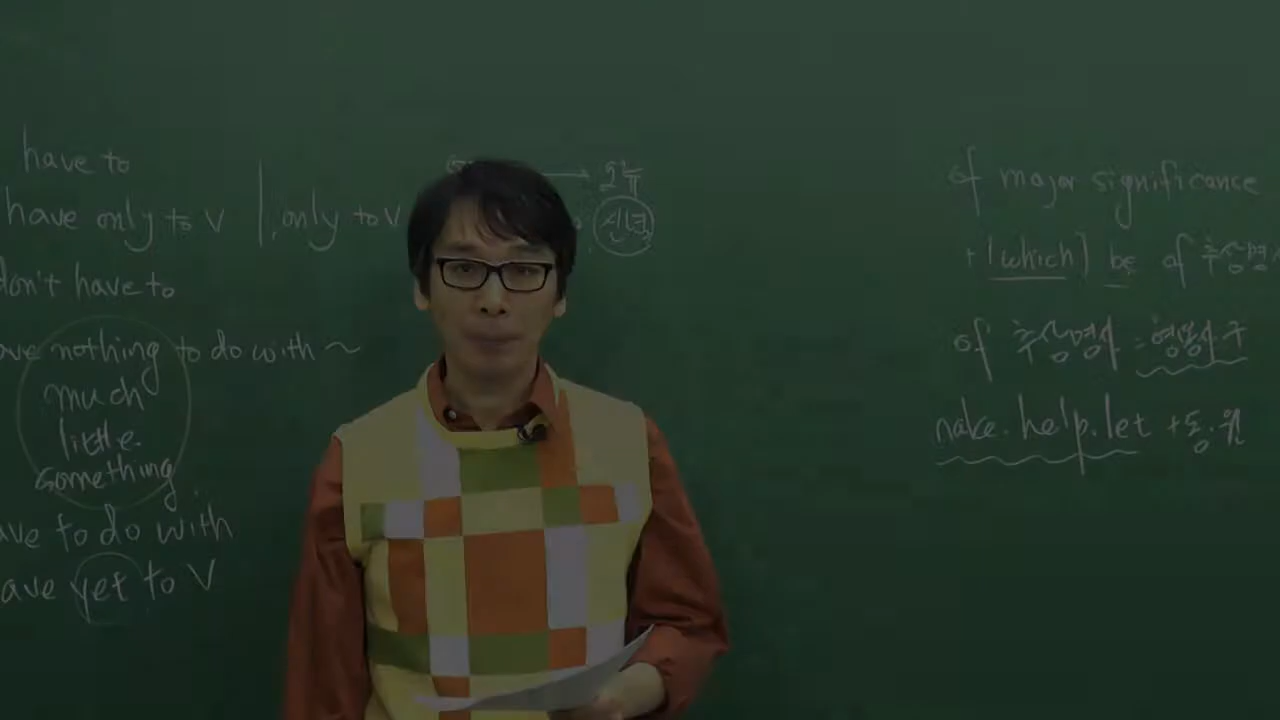 have to
have only to V , only to V
don't have to
ave nothing to do with ~
much
little.
something
ave to do with
ave yet to V
of major significance
+ (which) be of 추상명사
of 추상명사 = 형용사구
make. help. let + 동.원